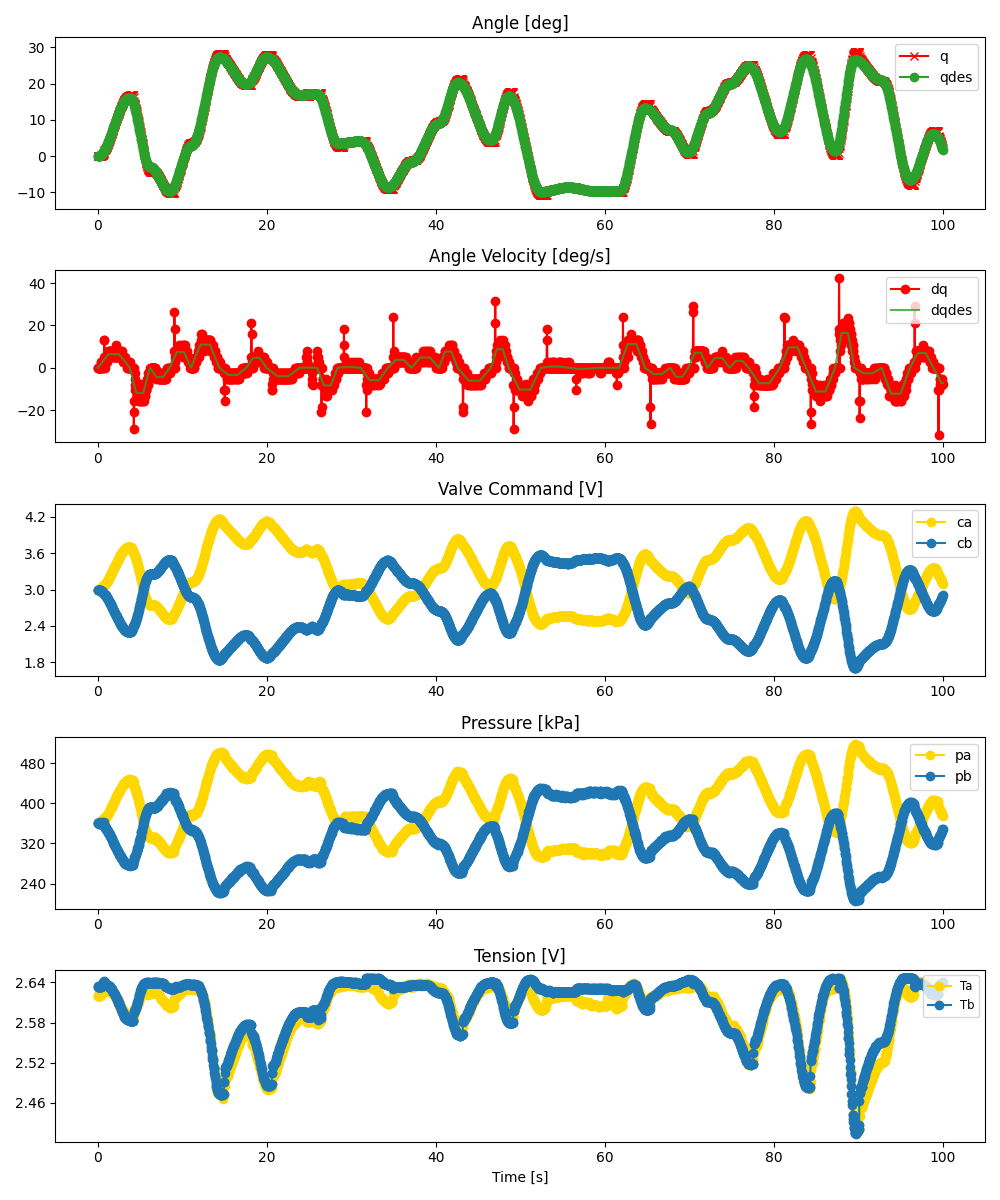 Angle [deg]
30
20
10
0
−10
q
qdes
0 20 40 60 80 100
Angle Velocity [deg/s]
40
20
0
−20
dq
dqdes
0 20 40 60 80 100
Valve Command [V]
4.2
3.6
3.0
2.4
1.8
ca
cb
0 20 40 60 80 100
Pressure [kPa]
480
400
320
240
pa
pb
0 20 40 60 80 100
Tension [V]
2.64
2.58
2.52
2.46
Ta
Tb
0 20 40 60 80 100
Time [s]